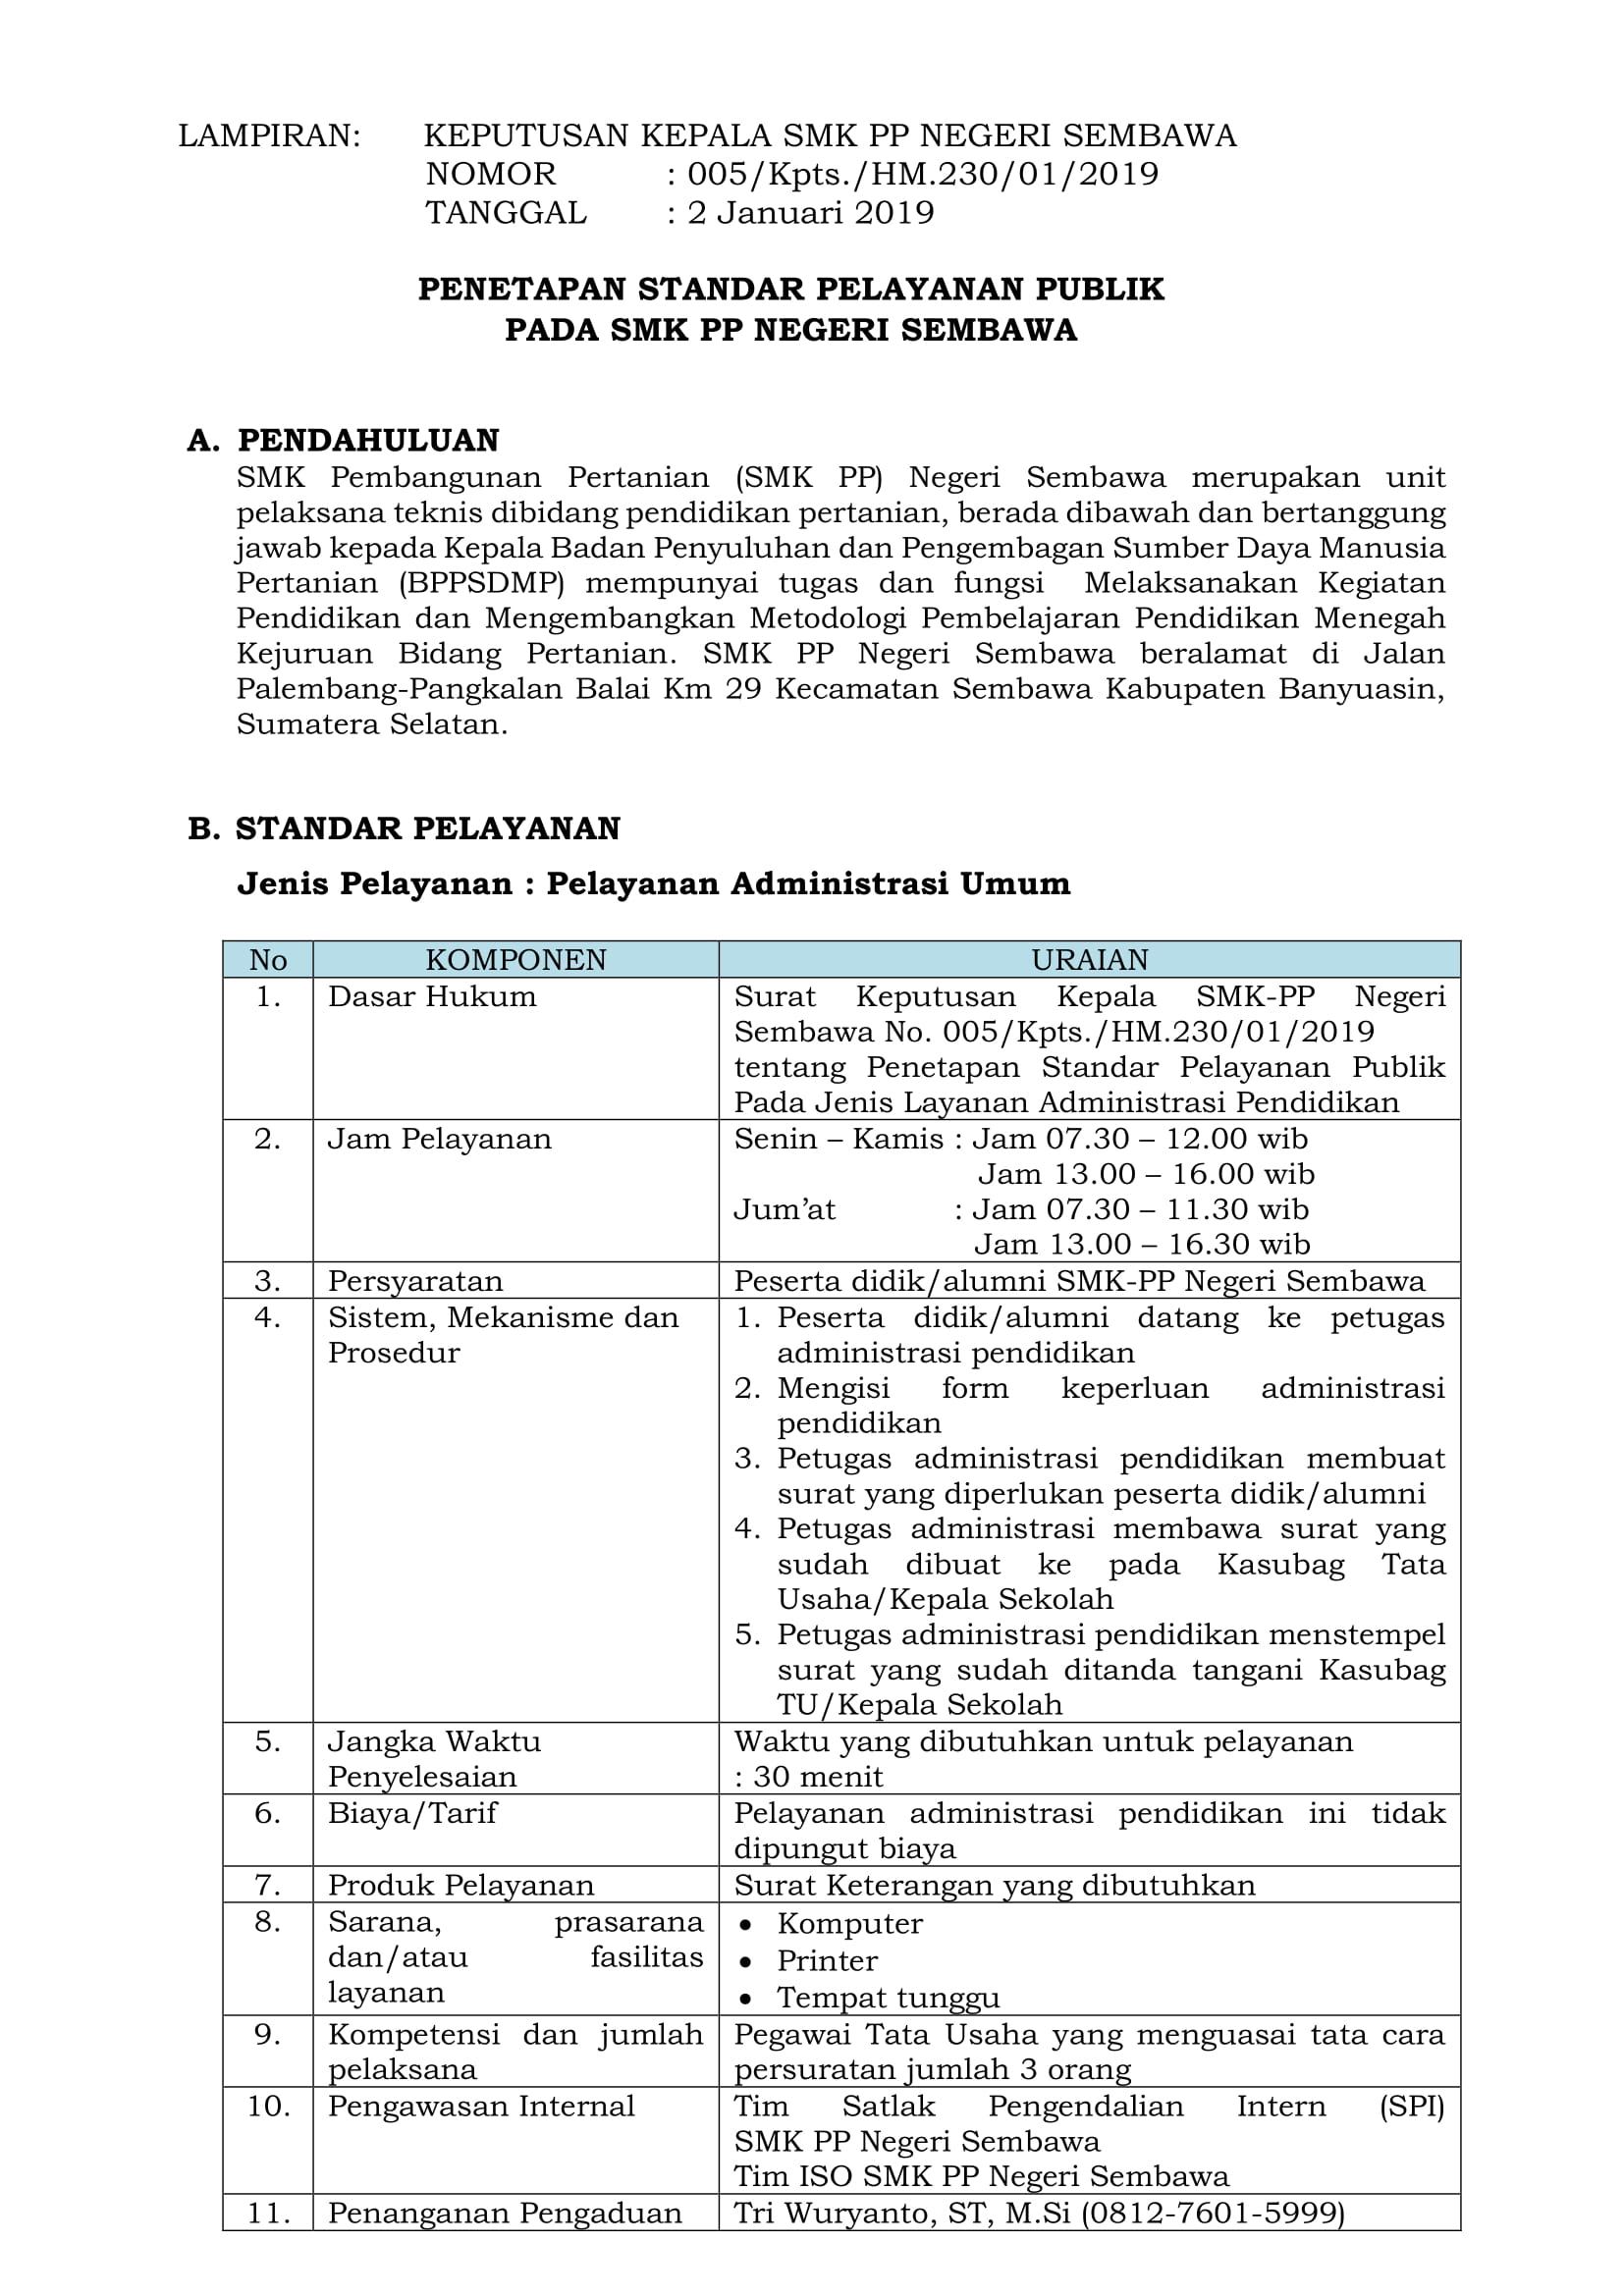 LAMPIRAN: KEPUTUSAN KEPALA SMK PP NEGERI SEMBAWA
NOMOR : 005/Kpts./HM.230/01/2019
TANGGAL : 2 Januari 2019
PENETAPAN STANDAR PELAYANAN PUBLIK
PADA SMK PP NEGERI SEMBAWA
A. PENDAHULUAN
SMK Pembangunan Pertanian (SMK PP) Negeri Sembawa merupakan unit
pelaksana teknis dibidang pendidikan pertanian, berada dibawah dan bertanggung
jawab kepada Kepala Badan Penyuluhan dan Pengembagan Sumber Daya Manusia
Pertanian (BPPSDMP) mempunyai tugas dan fungsi Melaksanakan Kegiatan
Pendidikan dan Mengembangkan Metodologi Pembelajaran Pendidikan Menegah
Kejuruan Bidang Pertanian. SMK PP Negeri Sembawa beralamat di Jalan
Palembang-Pangkalan Balai Km 29 Kecamatan Sembawa Kabupaten Banyuasin,
Sumatera Selatan.
B. STANDAR PELAYANAN
Jenis Pelayanan : Pelayanan Administrasi Umum
No KOMPONEN URAIAN
1. Dasar Hukum Surat Keputusan Kepala SMK-PP Negeri
Sembawa No. 005/Kpts./HM.230/01/2019
tentang Penetapan Standar Pelayanan Publik
Pada Jenis Layanan Administrasi Pendidikan
2. Jam Pelayanan Senin – Kamis : Jam 07.30 – 12.00 wib
Jam 13.00 – 16.00 wib
Jum’at : Jam 07.30 – 11.30 wib
Jam 13.00 – 16.30 wib
3. Persyaratan Peserta didik/alumni SMK-PP Negeri Sembawa
4. Sistem, Mekanisme dan 1. Peserta didik/alumni datang ke petugas
Prosedur administrasi pendidikan
2. Mengisi form keperluan administrasi
pendidikan
3. Petugas administrasi pendidikan membuat
surat yang diperlukan peserta didik/alumni
4. Petugas administrasi membawa surat yang
sudah dibuat ke pada Kasubag Tata
Usaha/Kepala Sekolah
5. Petugas administrasi pendidikan menstempel
surat yang sudah ditanda tangani Kasubag
TU/Kepala Sekolah
5. Jangka Waktu Waktu yang dibutuhkan untuk pelayanan
Penyelesaian : 30 menit
6. Biaya/Tarif Pelayanan administrasi pendidikan ini tidak
dipungut biaya
7. Produk Pelayanan Surat Keterangan yang dibutuhkan
8. Sarana, prasarana • Komputer
dan/atau fasilitas • Printer
layanan • Tempat tunggu
9. Kompetensi dan jumlah Pegawai Tata Usaha yang menguasai tata cara
pelaksana persuratan jumlah 3 orang
10. Pengawasan Internal Tim Satlak Pengendalian Intern (SPI)
SMK PP Negeri Sembawa
Tim ISO SMK PP Negeri Sembawa
11. Penanganan Pengaduan Tri Wuryanto, ST, M.Si (0812-7601-5999)